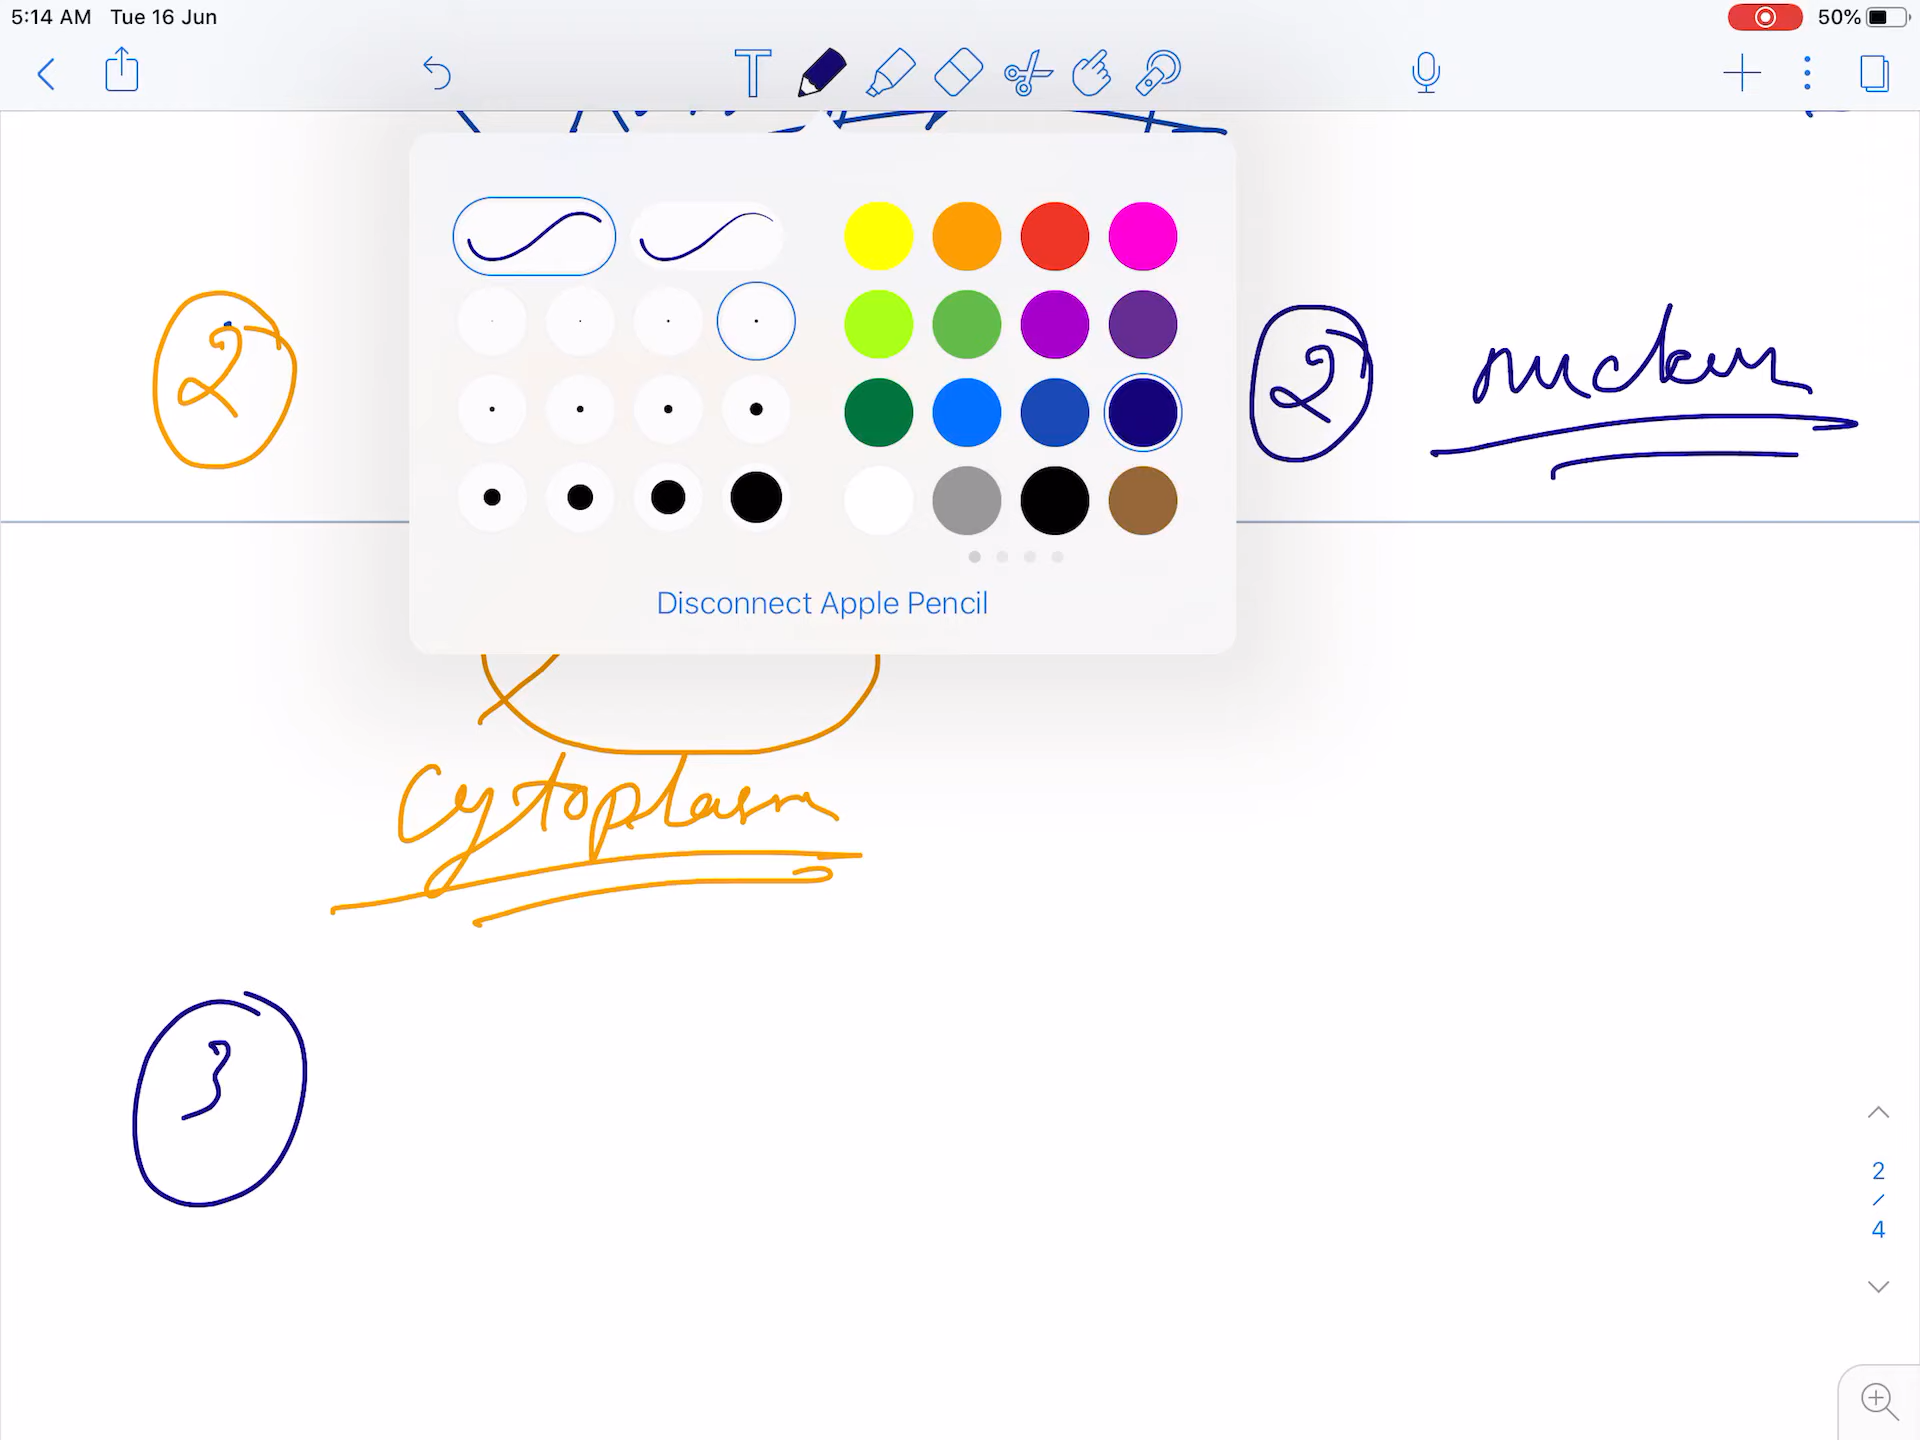 5:14 AM Tue 16 Jun 50%
T
2
2 nucleus
Disconnect Apple Pencil
Cytoplasm
3
2
/
4